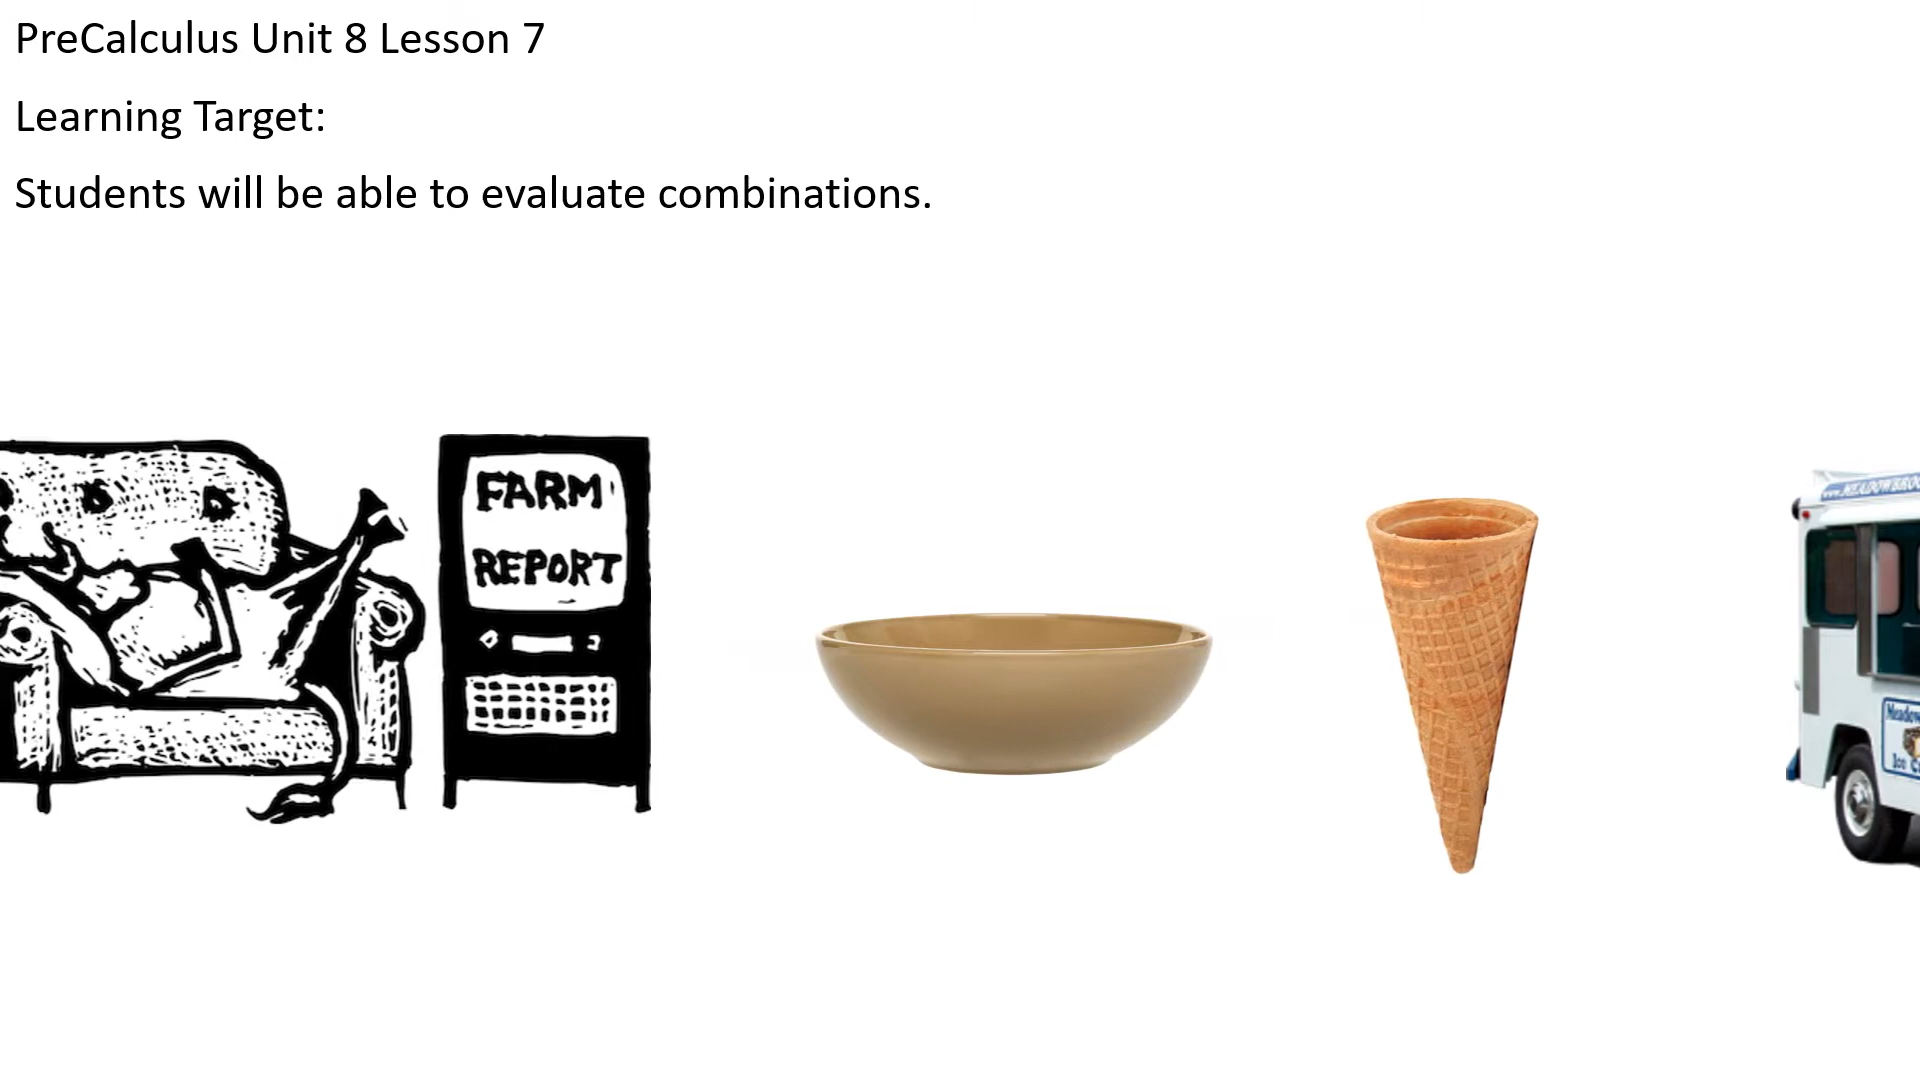 PreCalculus Unit 8 Lesson 7
Learning Target:
Students will be able to evaluate combinations.
FARM
REPORT